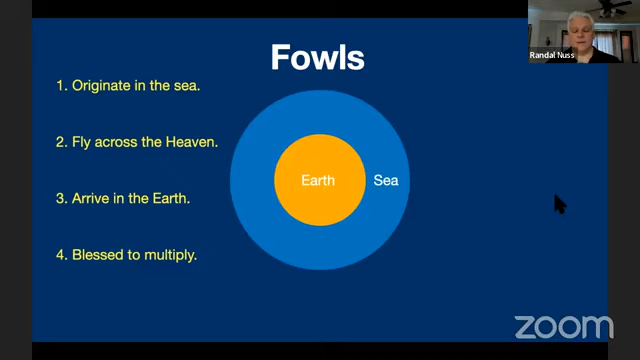 Fowls
Randal Nuss
1. Originate in the sea.
2. Fly across the Heaven.
Earth
Sea
3. Arrive in the Earth.
4. Blessed to multiply.
zoom